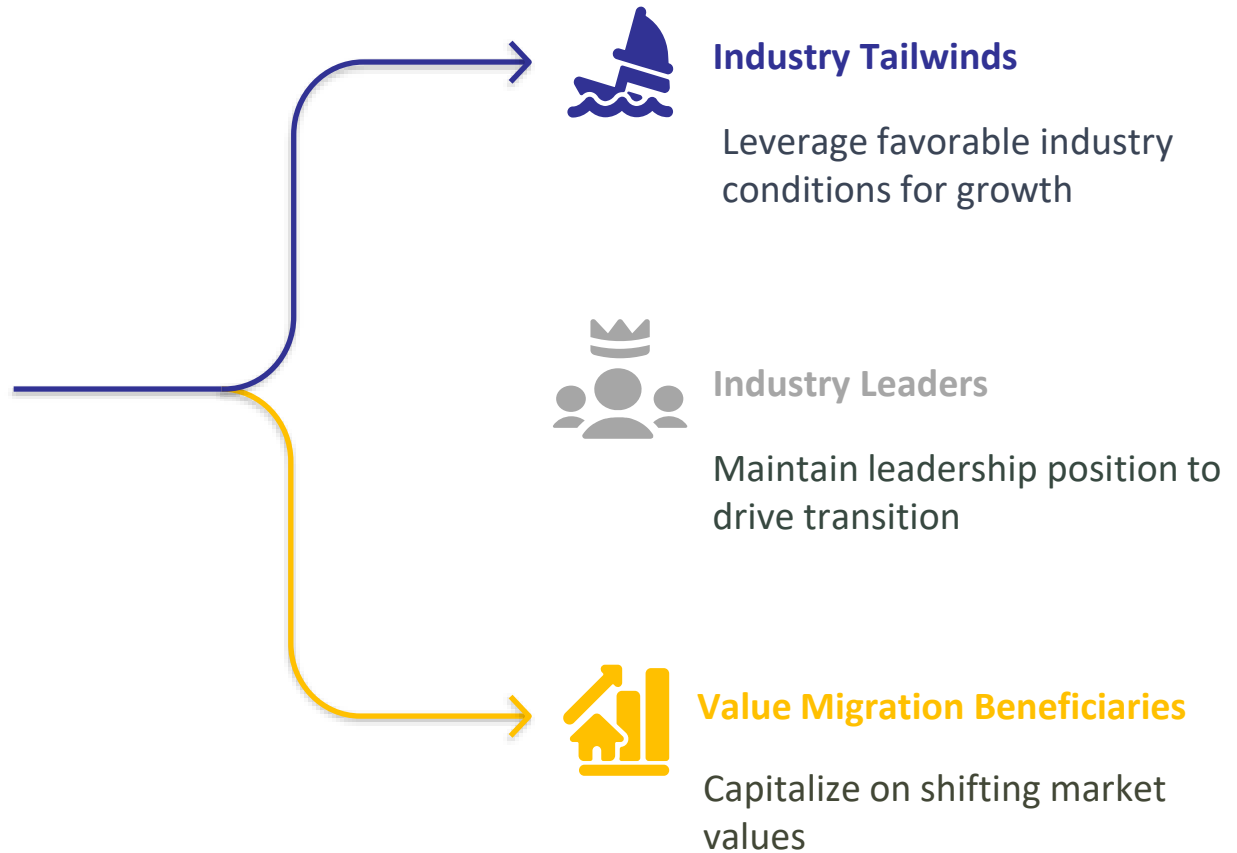 Industry Tailwinds
Leverage favorable industry
conditions for growth
Industry Leaders
Maintain leadership position to
drive transition
Value Migration Beneficiaries
Capitalize on shifting market
values